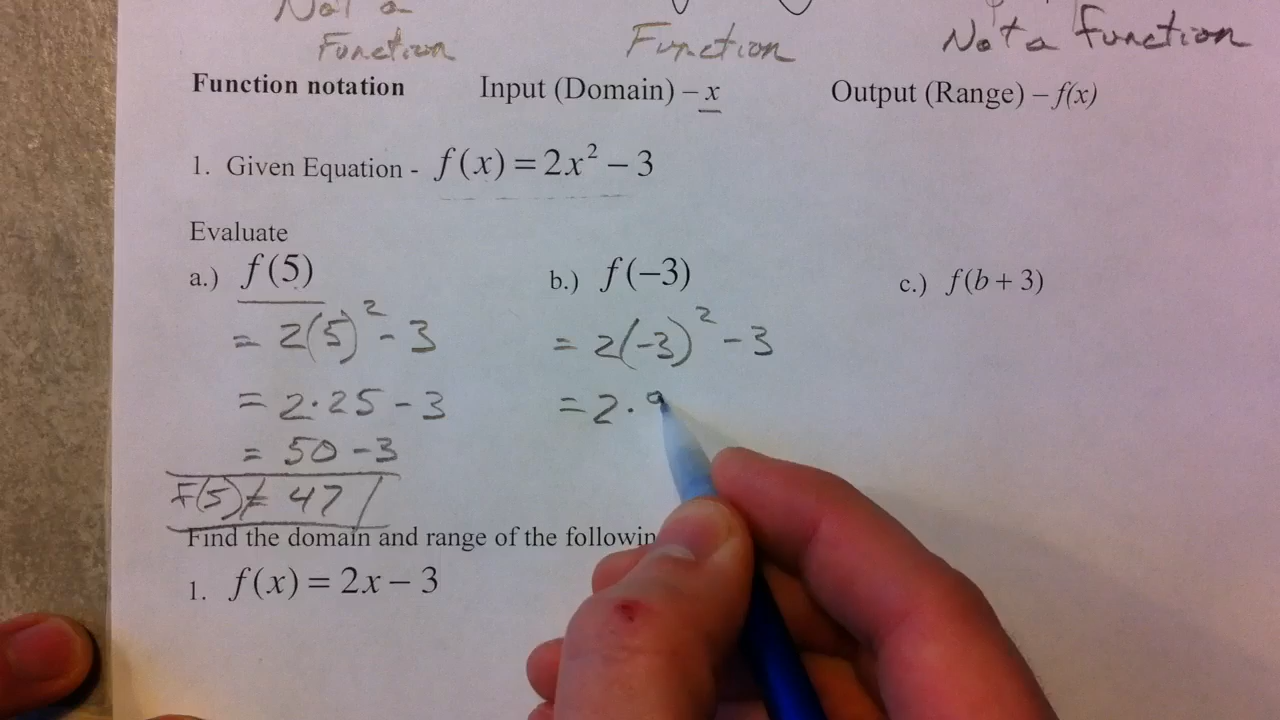 Not a
Function
Function
Not a function
Function notation Input (Domain) – x Output (Range) – f(x)
1. Given Equation - f(x) = 2x² − 3
Evaluate
a.) f(5) b.) f(−3) c.) f(b + 3)
= 2(5)² - 3 = 2(-3)² - 3
= 2·25 - 3 = 2·9
= 50 - 3
f(5) = 47
Find the domain and range of the
1. f(x) = 2x − 3